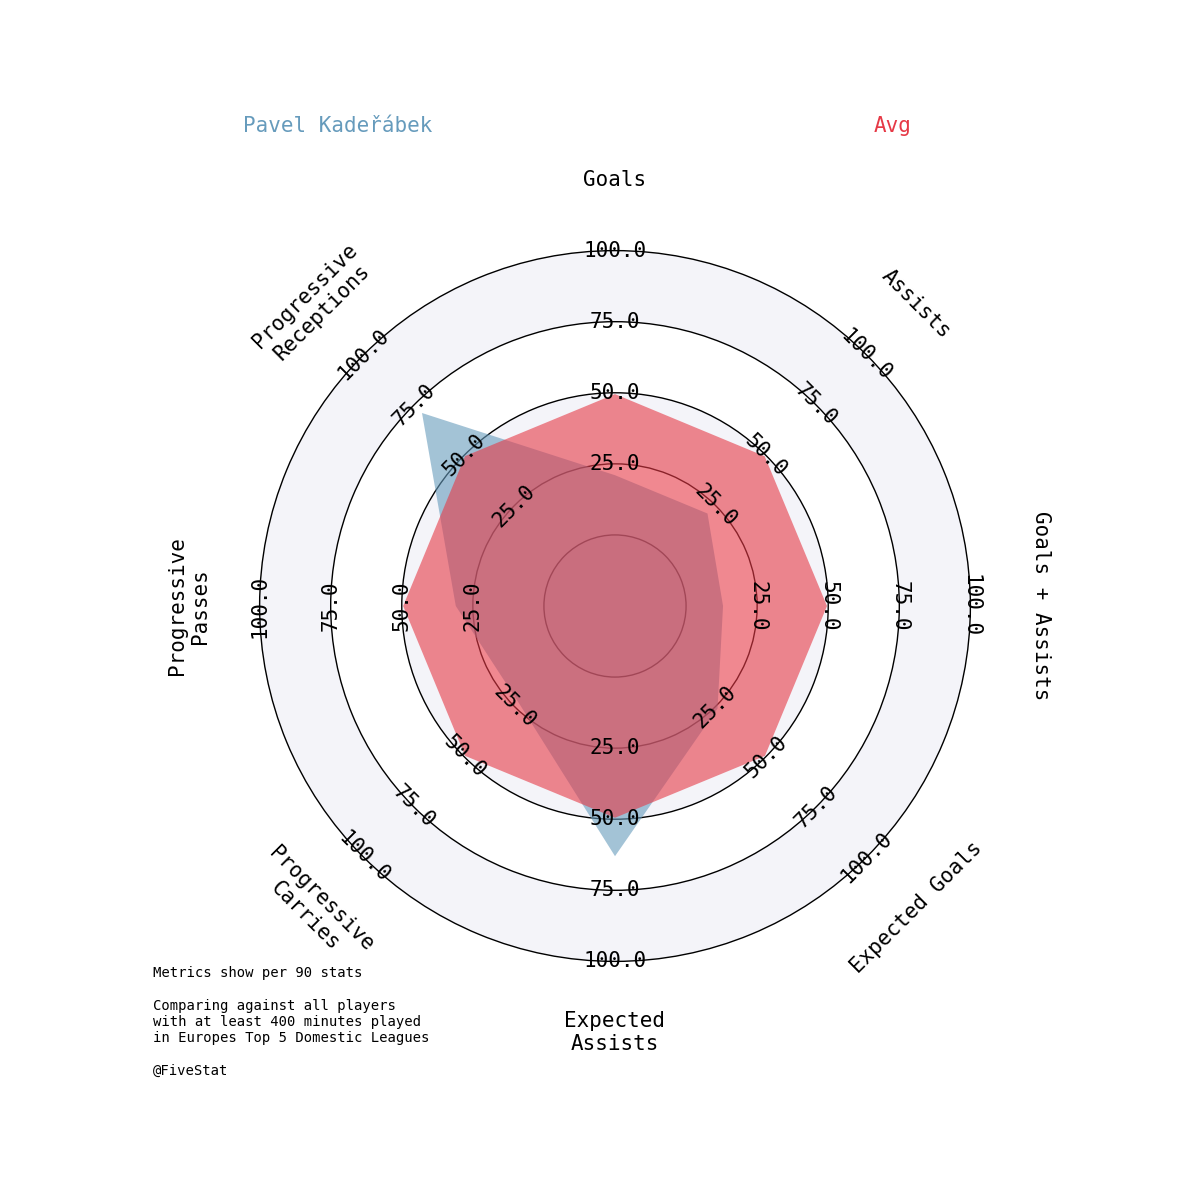 Pavel Kadeřábek
Avg
Goals
Progressive
Receptions
Assists
100.0
75.0
50.0
25.0
100.0
75.0
50.0
25.0
100.0
75.0
50.0
25.0
Goals + Assists
100.0
75.0
50.0
25.0
Progressive
Passes
100.0
75.0
50.0
25.0
25.0
50.0
75.0
100.0
25.0
50.0
75.0
100.0
25.0
50.0
75.0
100.0
Progressive
Carries
Expected Goals
Expected
Assists
Metrics show per 90 stats
Comparing against all players
with at least 400 minutes played
in Europes Top 5 Domestic Leagues
@FiveStat